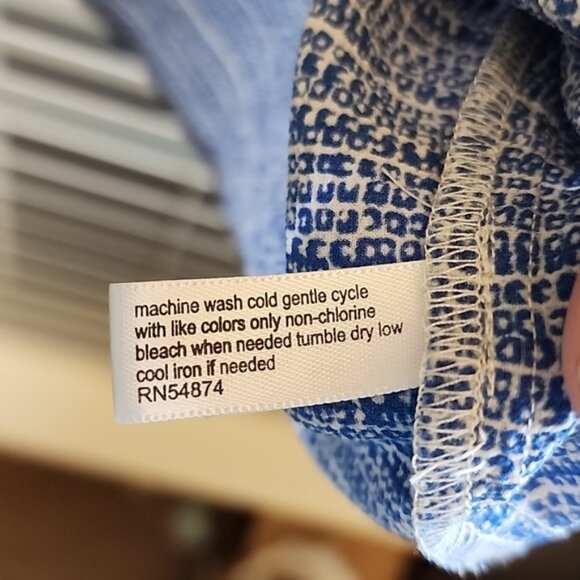 machine wash cold gentle cycle
with like colors only non-chlorine
bleach when needed tumble dry low
cool iron if needed
RN54874